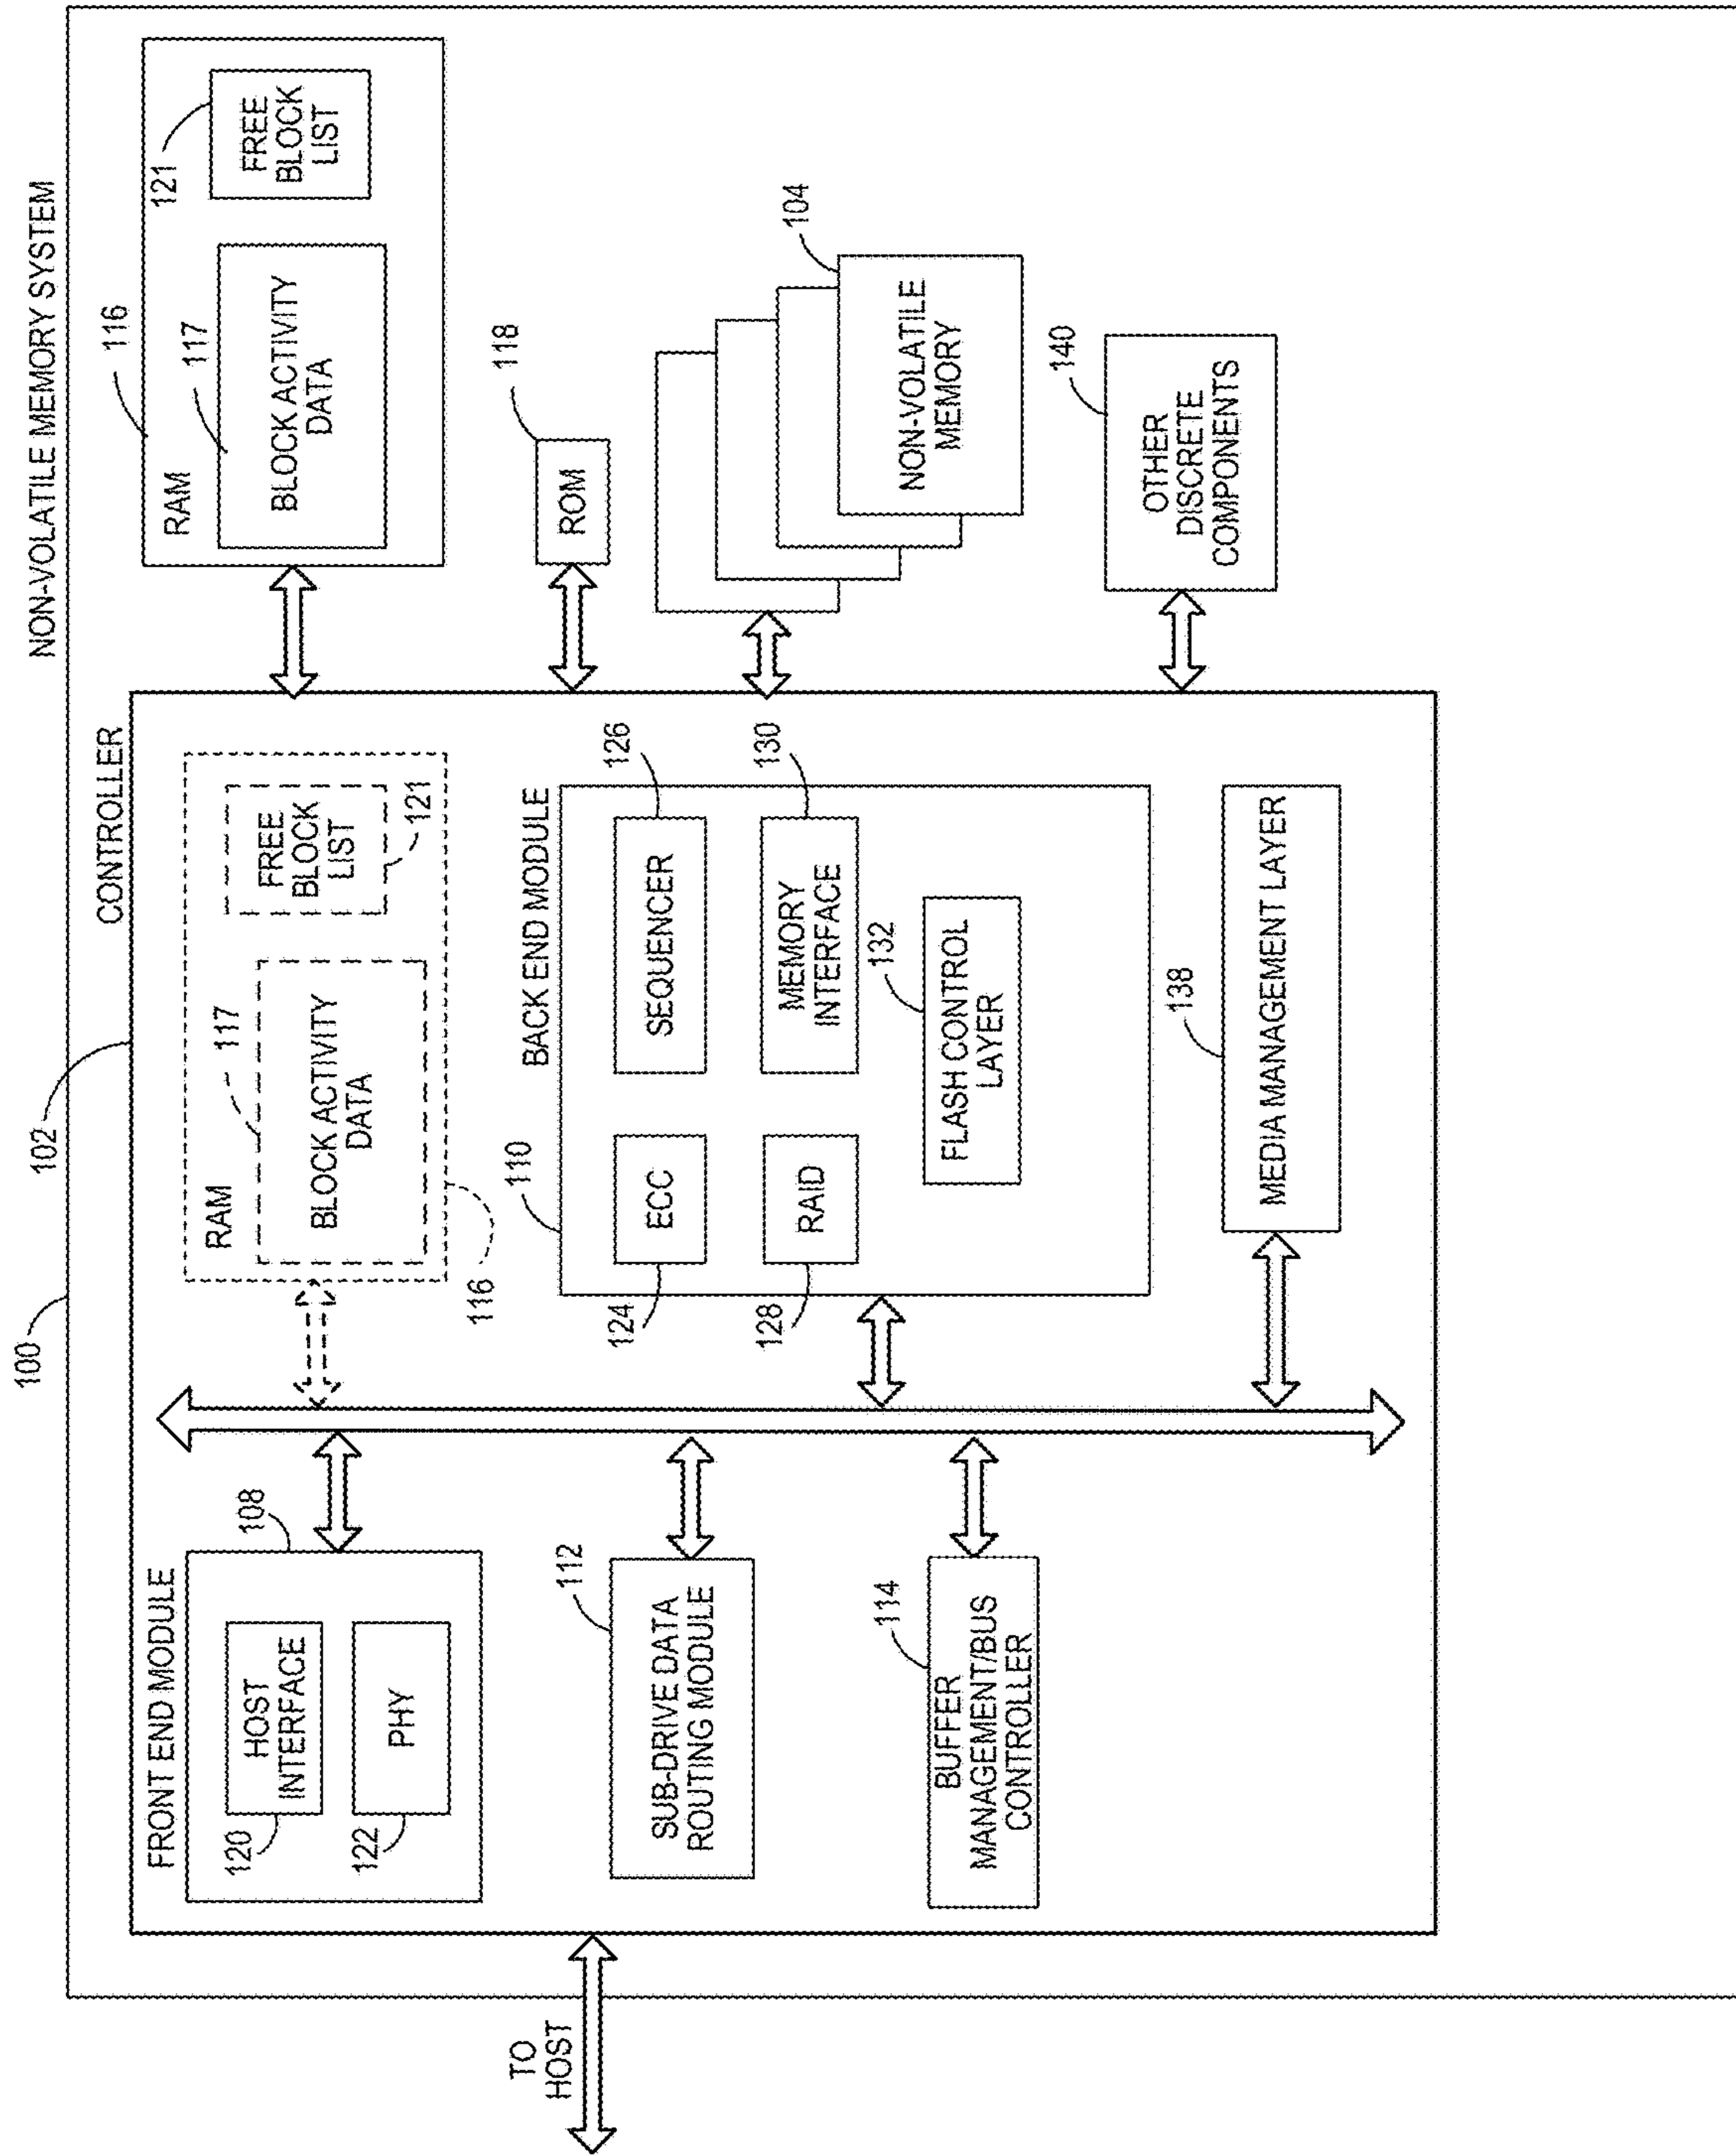 NON-VOLATILE MEMORY SYSTEM
100
102
CONTROLLER
TO
HOST
FRONT END MODULE
108
HOST
INTERFACE
120
PHY
122
112
SUB-DRIVE DATA
ROUTING MODULE
114
BUFFER
MANAGEMENT/BUS
CONTROLLER
RAM
117
BLOCK ACTIVITY
DATA
FREE
BLOCK
LIST
121
116
BACK END MODULE
110
ECC
124
SEQUENCER
126
RAID
128
MEMORY
INTERFACE
130
132
FLASH CONTROL
LAYER
138
MEDIA MANAGEMENT LAYER
116
RAM
117
BLOCK ACTIVITY
DATA
121
FREE
BLOCK
LIST
118
ROM
104
NON-VOLATILE
MEMORY
140
OTHER
DISCRETE
COMPONENTS